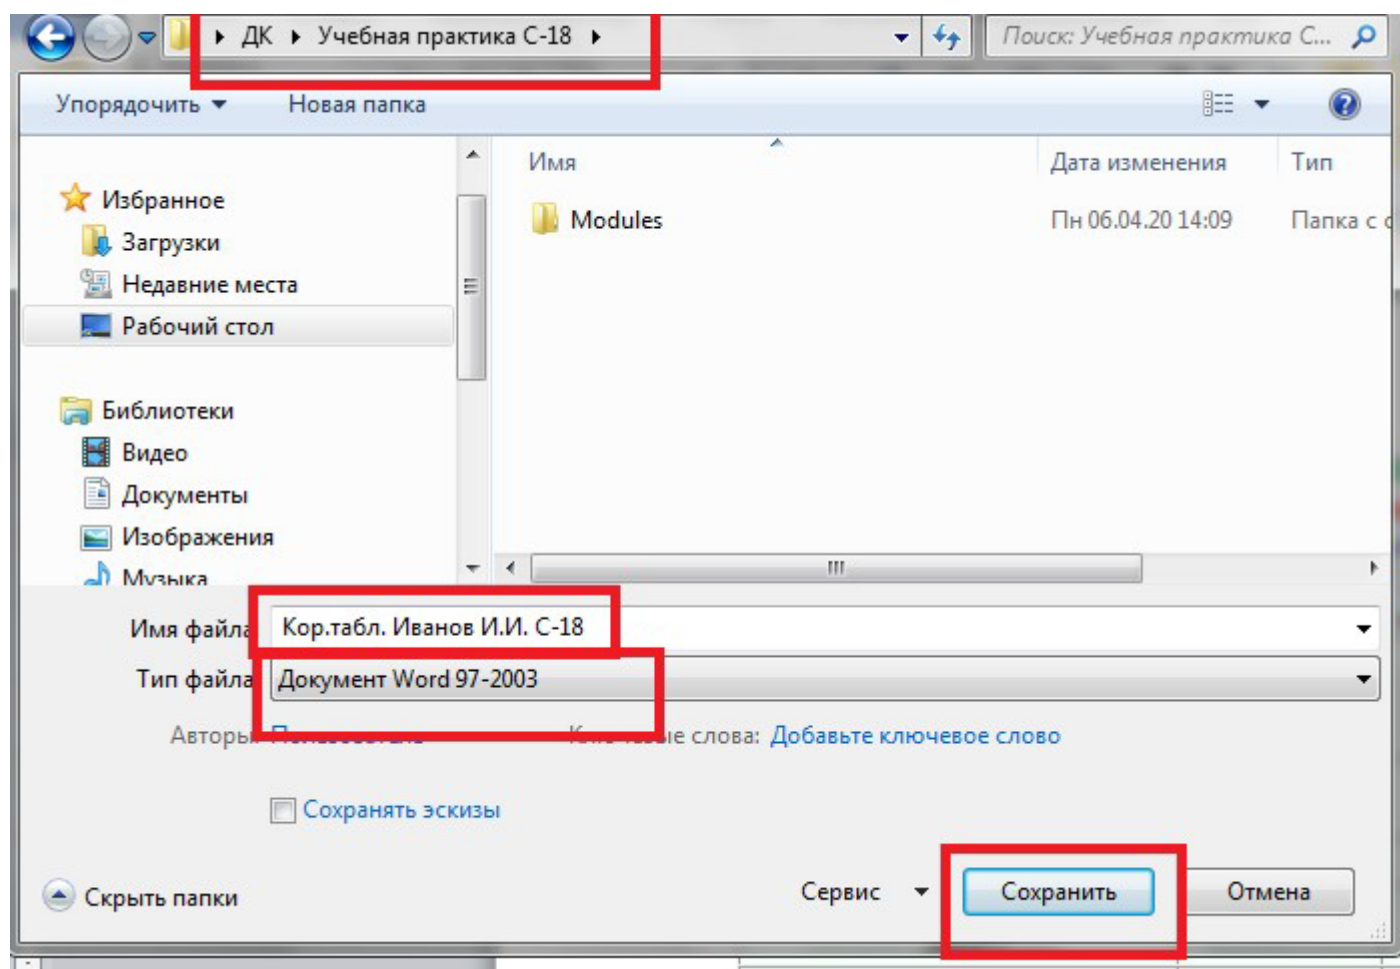 ДК ▸ Учебная практика С-18 ▸
Поиск: Учебная практика С...
Упорядочить
Новая папка
Имя
Дата изменения
Тип
Избранное
Загрузки
Недавние места
Рабочий стол
Библиотеки
Видео
Документы
Изображения
Музыка
Modules
Пн 06.04.20 14:09
Папка с
Имя файла
Кор.табл. Иванов И.И. С-18
Тип файла
Документ Word 97-2003
Авторы:
слова: Добавьте ключевое слово
Сохранять эскизы
Скрыть папки
Сервис
Сохранить
Отмена